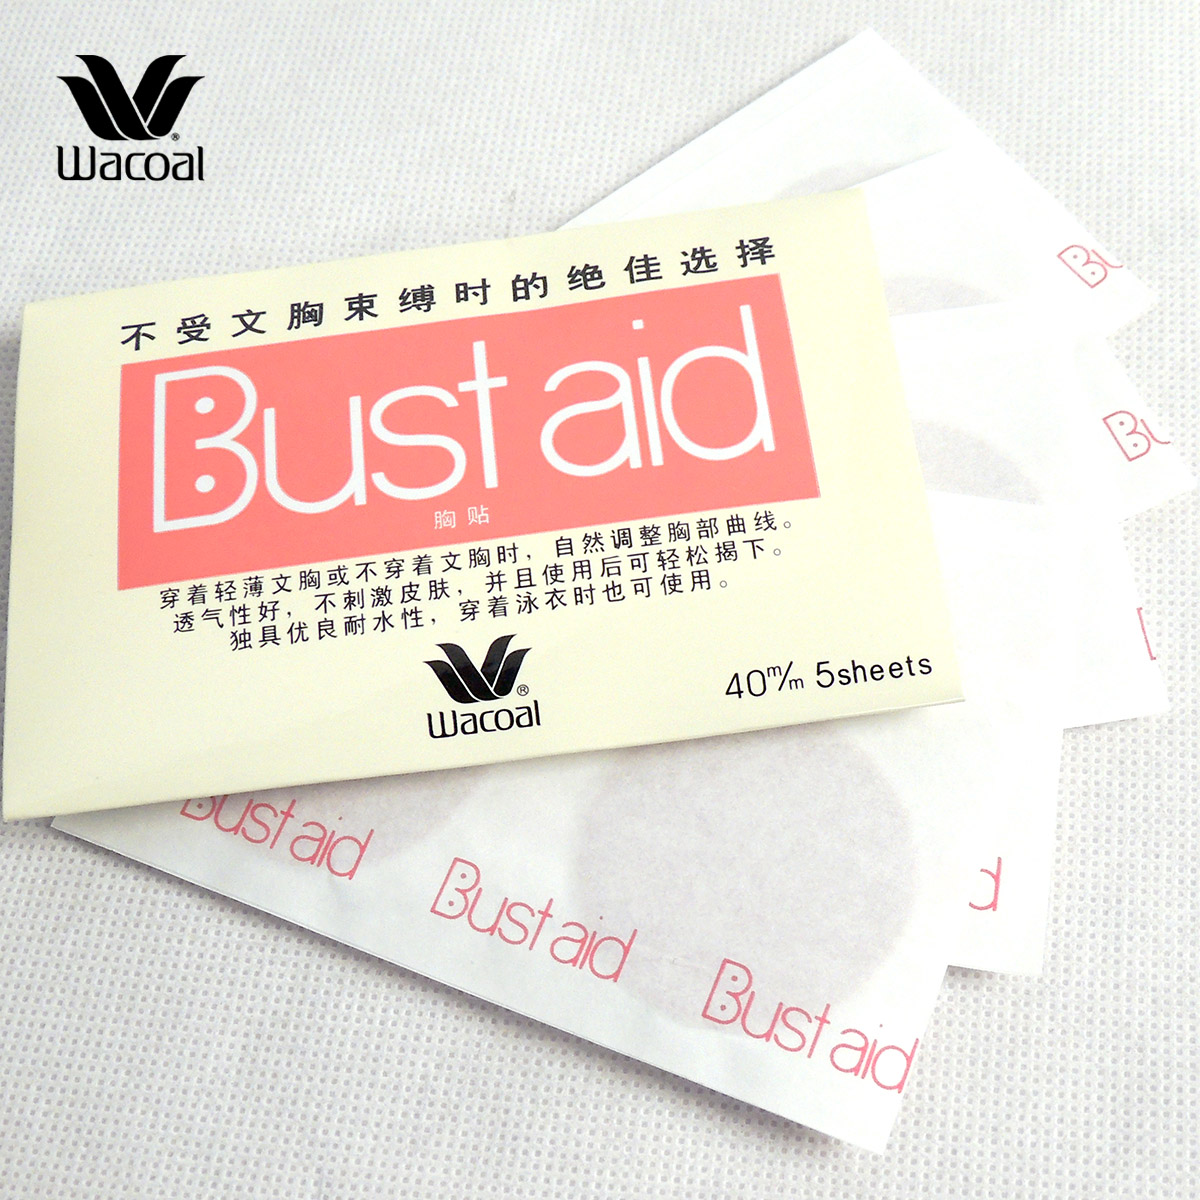 Wacoal
不受文胸束缚时的绝佳选择
Bust aid
胸贴
穿着轻薄文胸或不穿着文胸时，自然调整胸部曲线。
透气性好，不刺激皮肤，并且使用后可轻松揭下。
独具优良耐水性，穿着泳衣时也可使用。
Wacoal
40m/m 5sheets
Bu
Bu
d
Bust aid
Bust aid
Bust aid